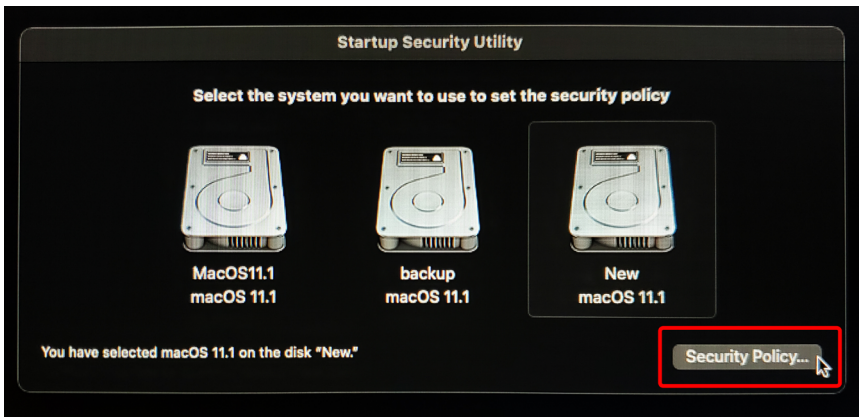 Startup Security Utility
Select the system you want to use to set the security policy
MacOS11.1
macOS 11.1
backup
macOS 11.1
New
macOS 11.1
You have selected macOS 11.1 on the disk "New."
Security Policy...